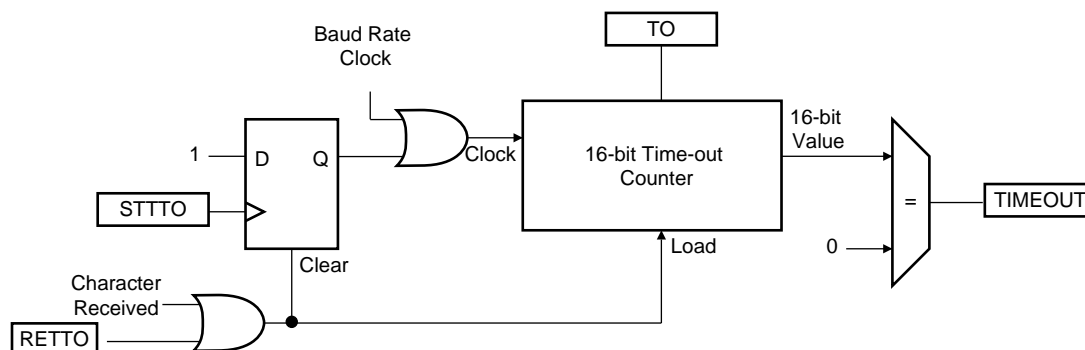 TO
Baud Rate
Clock
1
D
Q
Clock
16-bit Time-out
Counter
16-bit
Value
=
TIMEOUT
STTTO
Clear
Load
0
Character
Received
RETTO